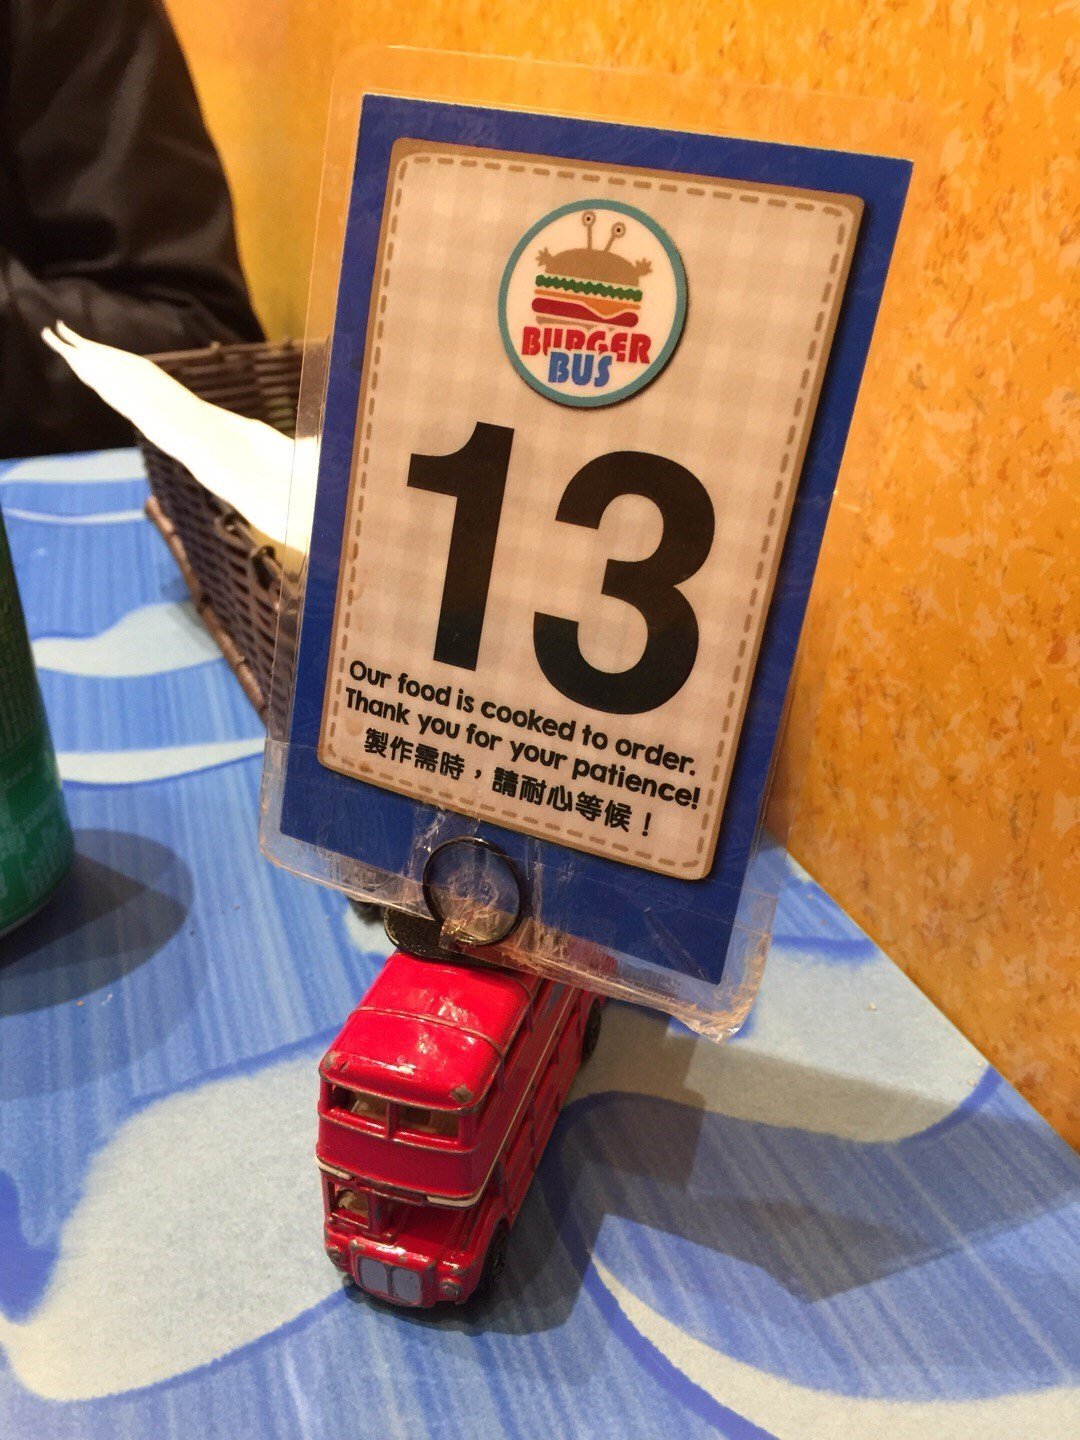 BURGER
BUS
13
Our food is cooked to order.
Thank you for your patience!
製作需時，請耐心等候！